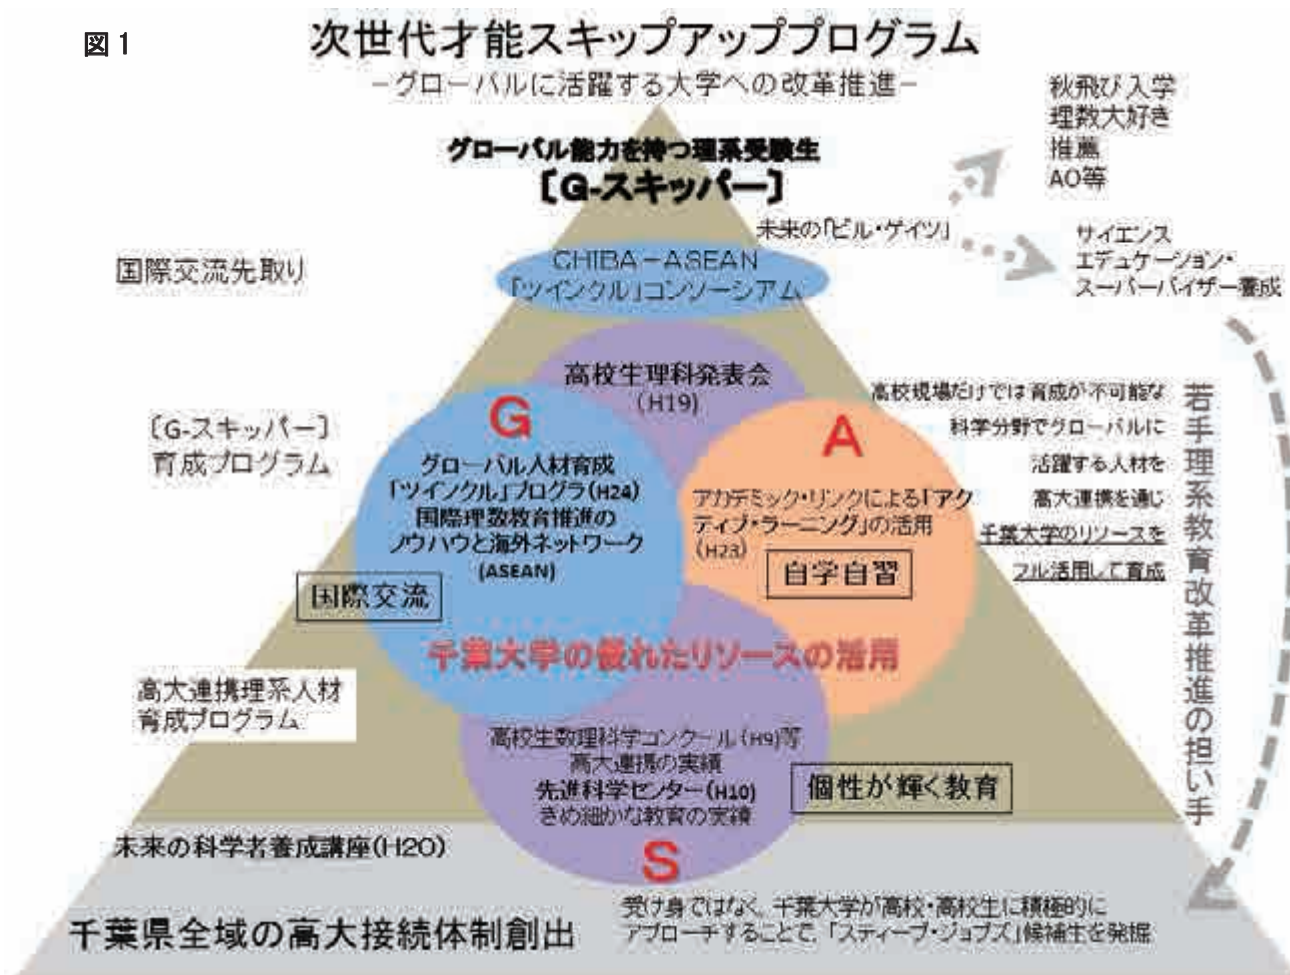 図1
次世代才能スキップアッププログラム
－グローバルに活躍する大学への改革推進－
グローバル能力を持つ理系受験生
〔G-スキッパー〕
秋飛び入学
理数大好き
推薦
AO等
未来の「ビル・ゲイツ」
サイエンス
エデュケーション・
スーパーバイザー養成
国際交流先取り
CHIBA－ASEAN
「ツインクル」コンソーシアム
高校生理科発表会
(H19)
〔G-スキッパー〕
育成プログラム
G
グローバル人材育成
「ツインクル」プログラ(H24)
国際理数教育推進の
ノウハウと海外ネットワーク
(ASEAN)
国際交流
A
アカデミック・リンクによる「アク
ティブ・ラーニング」の活用
(H23)
自学自習
高校現場だけでは育成が不可能な
科学分野でグローバルに
活躍する人材を
高大連携を通じ
千葉大学のリソースを
フル活用して育成
若手理系教育改革推進の担い手
千葉大学の優れたリソースの活用
高大連携理系人材
育成プログラム
高校生数理科学コンクール(H9)等
高大連携の実績
先進科学センター(H10)
きめ細かな教育の実績
個性が輝く教育
S
未来の科学者養成講座(H20)
千葉県全域の高大接続体制創出
受け身ではなく、千葉大学が高校・高校生に積極的に
アプローチすることで、「スティーブ・ジョブズ」候補生を発掘